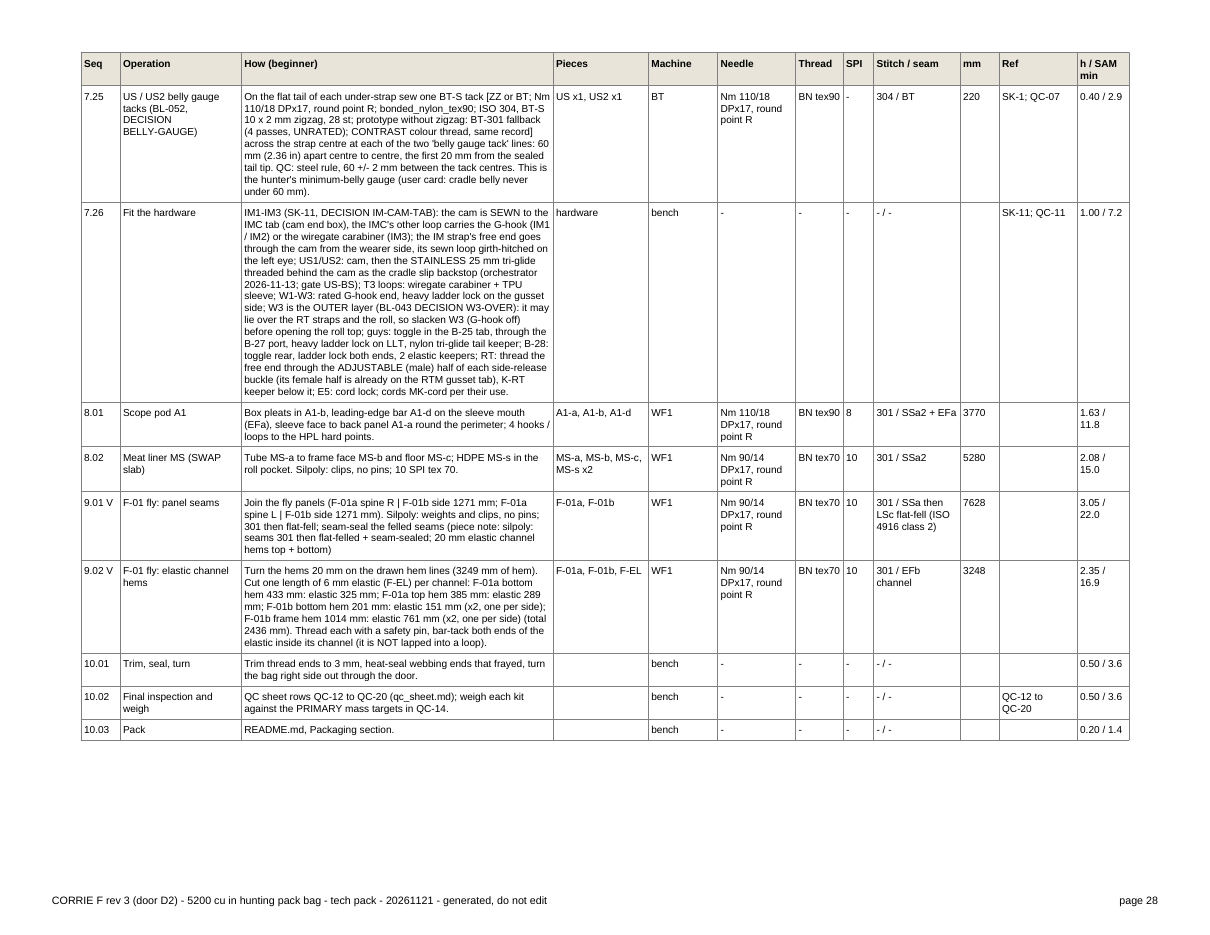 Seq Operation How (beginner) Pieces Machine Needle Thread SPI Stitch / seam mm Ref h / SAM
min
7.25 US / US2 belly gauge
tacks (BL-052,
DECISION
BELLY-GAUGE)
On the flat tail of each under-strap sew one BT-S tack [ZZ or BT; Nm
110/18 DPx17, round point R; bonded_nylon_tex90; ISO 304, BT-S
10 x 2 mm zigzag, 28 st; prototype without zigzag: BT-301 fallback
(4 passes, UNRATED); CONTRAST colour thread, same record]
across the strap centre at each of the two 'belly gauge tack' lines: 60
mm (2.36 in) apart centre to centre, the first 20 mm from the sealed
tail tip. QC: steel rule, 60 +/- 2 mm between the tack centres. This is
the hunter's minimum-belly gauge (user card: cradle belly never
under 60 mm).
US x1, US2 x1
BT
Nm 110/18
DPx17, round
point R
BN tex90
-
304 / BT
220
SK-1; QC-07
0.40 / 2.9
7.26 Fit the hardware
IM1-IM3 (SK-11, DECISION IM-CAM-TAB): the cam is SEWN to the
IMC tab (cam end box), the IMC's other loop carries the G-hook (IM1
/ IM2) or the wiregate carabiner (IM3); the IM strap's free end goes
through the cam from the wearer side, its sewn loop girth-hitched on
the left eye; US1/US2: cam, then the STAINLESS 25 mm tri-glide
threaded behind the cam as the cradle slip backstop (orchestrator
2026-11-13; gate US-BS); T3 loops: wiregate carabiner + TPU
sleeve; W1-W3: rated G-hook end, heavy ladder lock on the gusset
side; W3 is the OUTER layer (BL-043 DECISION W3-OVER): it may
lie over the RT straps and the roll, so slacken W3 (G-hook off)
before opening the roll top; guys: toggle in the B-25 tab, through the
B-27 port, heavy ladder lock on LLT, nylon tri-glide tail keeper; B-28:
toggle rear, ladder lock both ends, 2 elastic keepers; RT: thread the
free end through the ADJUSTABLE (male) half of each side-release
buckle (its female half is already on the RTM gusset tab), K-RT
keeper below it; E5: cord lock; cords MK-cord per their use.
hardware
bench
-
-
-
- / -
SK-11; QC-11
1.00 / 7.2
8.01 Scope pod A1
Box pleats in A1-b, leading-edge bar A1-d on the sleeve mouth
(EFa), sleeve face to back panel A1-a round the perimeter; 4 hooks /
loops to the HPL hard points.
A1-a, A1-b, A1-d
WF1
Nm 110/18
DPx17, round
point R
BN tex90
8
301 / SSa2 + EFa
3770
1.63 /
11.8
8.02 Meat liner MS (SWAP
slab)
Tube MS-a to frame face MS-b and floor MS-c; HDPE MS-s in the
roll pocket. Silpoly: clips, no pins; 10 SPI tex 70.
MS-a, MS-b, MS-c,
MS-s x2
WF1
Nm 90/14
DPx17, round
point R
BN tex70
10
301 / SSa2
5280
2.08 /
15.0
9.01 V F-01 fly: panel seams
Join the fly panels (F-01a spine R | F-01b side 1271 mm; F-01a
spine L | F-01b side 1271 mm). Silpoly: weights and clips, no pins;
301 then flat-fell; seam-seal the felled seams (piece note: silpoly:
seams 301 then flat-felled + seam-sealed; 20 mm elastic channel
hems top + bottom)
F-01a, F-01b
WF1
Nm 90/14
DPx17, round
point R
BN tex70
10
301 / SSa then
LSc flat-fell (ISO
4916 class 2)
7628
3.05 /
22.0
9.02 V F-01 fly: elastic channel
hems
Turn the hems 20 mm on the drawn hem lines (3249 mm of hem).
Cut one length of 6 mm elastic (F-EL) per channel: F-01a bottom
hem 433 mm: elastic 325 mm; F-01a top hem 385 mm: elastic 289
mm; F-01b bottom hem 201 mm: elastic 151 mm (x2, one per side);
F-01b frame hem 1014 mm: elastic 761 mm (x2, one per side) (total
2436 mm). Thread each with a safety pin, bar-tack both ends of the
elastic inside its channel (it is NOT lapped into a loop).
F-01a, F-01b, F-EL
WF1
Nm 90/14
DPx17, round
point R
BN tex70
10
301 / EFb
channel
3248
2.35 /
16.9
10.01 Trim, seal, turn
Trim thread ends to 3 mm, heat-seal webbing ends that frayed, turn
the bag right side out through the door.
bench
-
-
-
- / -
0.50 / 3.6
10.02 Final inspection and
weigh
QC sheet rows QC-12 to QC-20 (qc_sheet.md); weigh each kit
against the PRIMARY mass targets in QC-14.
bench
-
-
-
- / -
QC-12 to
QC-20
0.50 / 3.6
10.03 Pack
README.md, Packaging section.
bench
-
-
-
- / -
0.20 / 1.4
CORRIE F rev 3 (door D2) - 5200 cu in hunting pack bag - tech pack - 20261121 - generated, do not edit
page 28